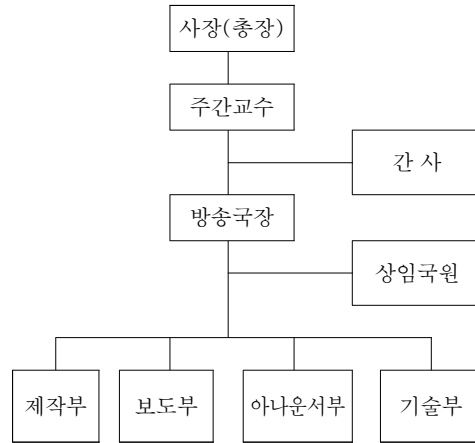 사장(총장)
주간교수
간 사
방송국장
상임국원
제작부
보도부
아나운서부
기술부